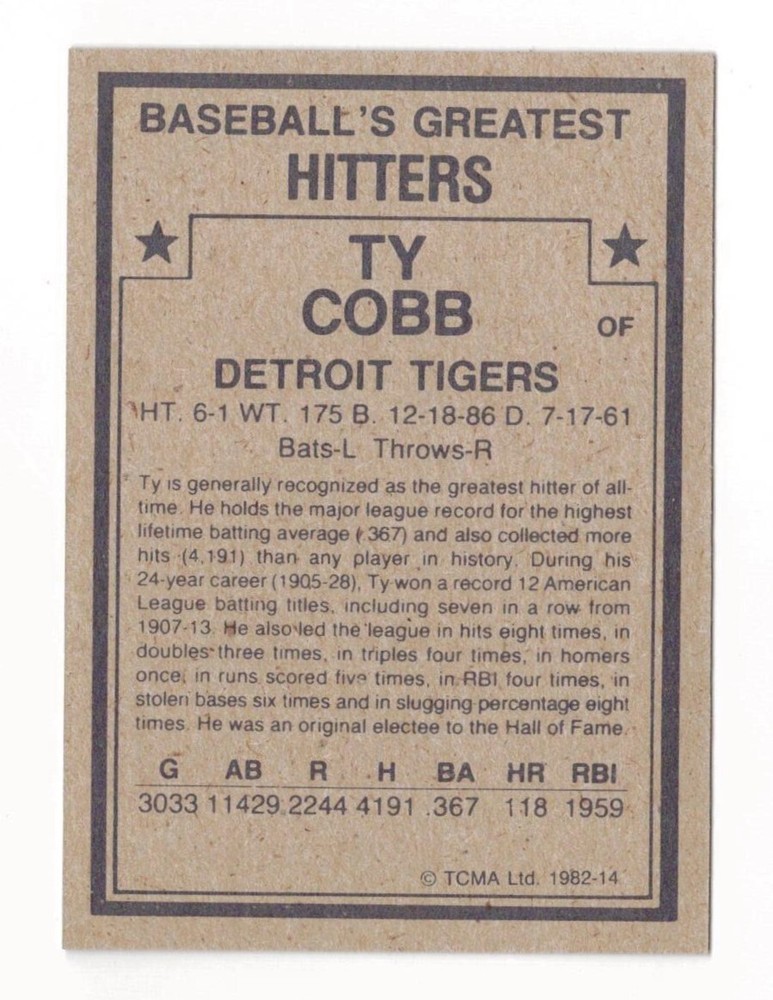 BASEBALL'S GREATEST
HITTERS
TY
COBB
OF
DETROIT TIGERS
HT. 6-1 WT. 175 B. 12-18-86 D. 7-17-61
Bats-L Throws-R
Ty is generally recognized as the greatest hitter of all-
time. He holds the major league record for the highest
lifetime batting average (.367) and also collected more
hits (4,191) than any player in history. During his
24-year career (1905-28), Ty won a record 12 American
League batting titles, including seven in a row from
1907-13. He also led the league in hits eight times, in
doubles three times, in triples four times, in homers
once, in runs scored five times, in RBI four times, in
stolen bases six times and in slugging percentage eight
times. He was an original electee to the Hall of Fame.
G AB R H BA HR RBI
3033 11429 2244 4191 .367 118 1959
© TCMA Ltd. 1982-14